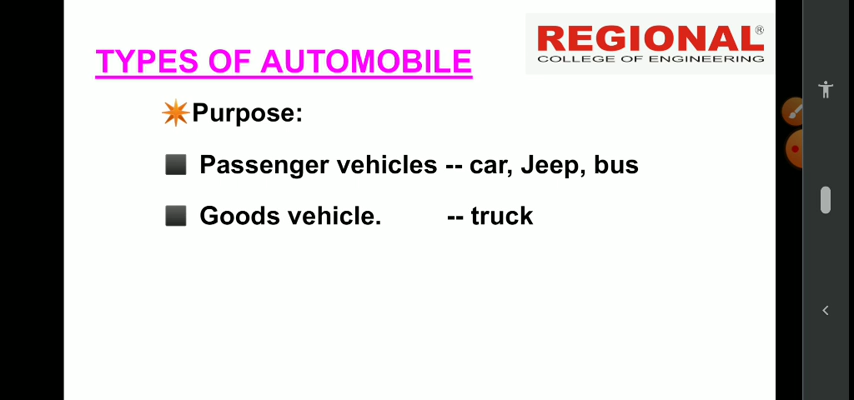 TYPES OF AUTOMOBILE
REGIONAL®
COLLEGE OF ENGINEERING
Purpose:
Passenger vehicles -- car, Jeep, bus
Goods vehicle. -- truck